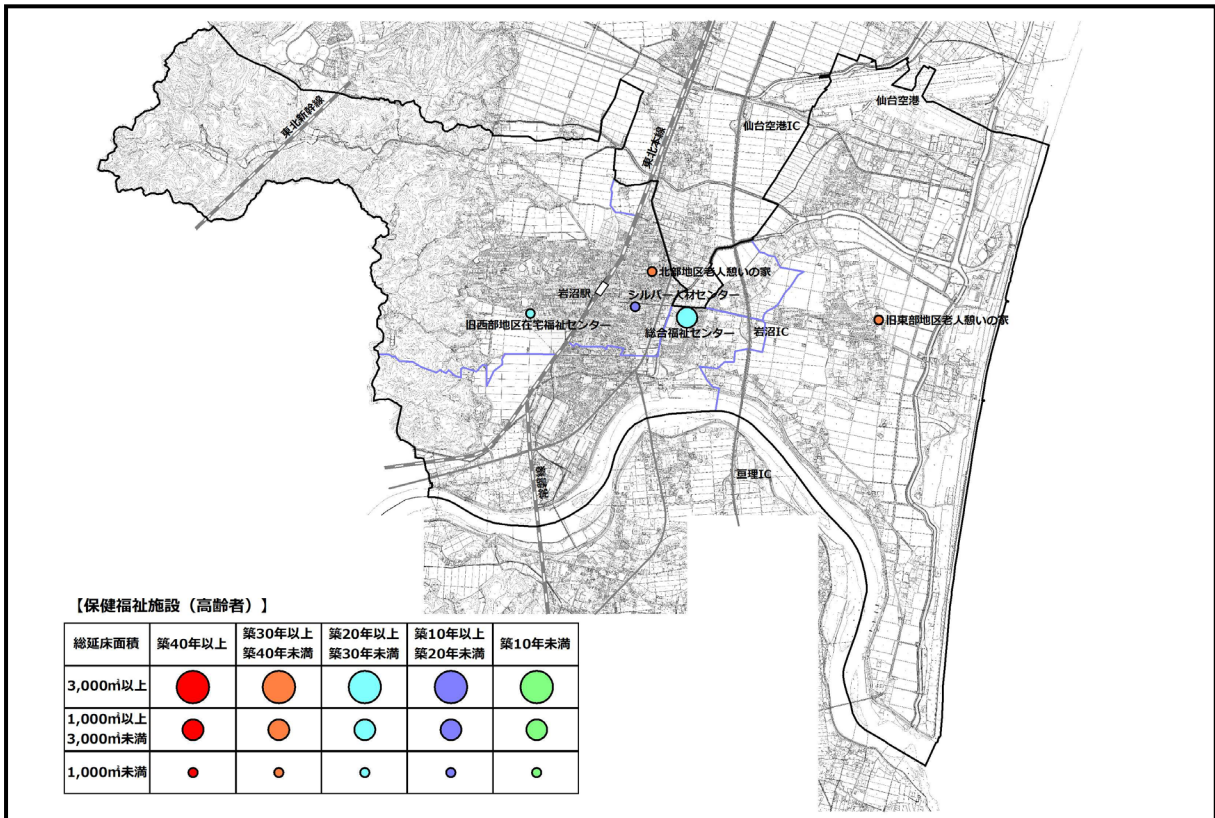 仙台空港
東北新幹線
仙台空港IC
東北本線
北部地区老人憩いの家
岩沼駅
シルバー人材センター
旧西部地区在宅福祉センター
総合福祉センター
岩沼IC
旧東部地区老人憩いの家
亘理IC
常磐線
【保健福祉施設（高齢者）】
総延床面積 築40年以上 築30年以上 築40年未満 築20年以上 築30年未満 築10年以上 築20年未満 築10年未満
3,000㎡以上
1,000㎡以上
3,000㎡未満
1,000㎡未満